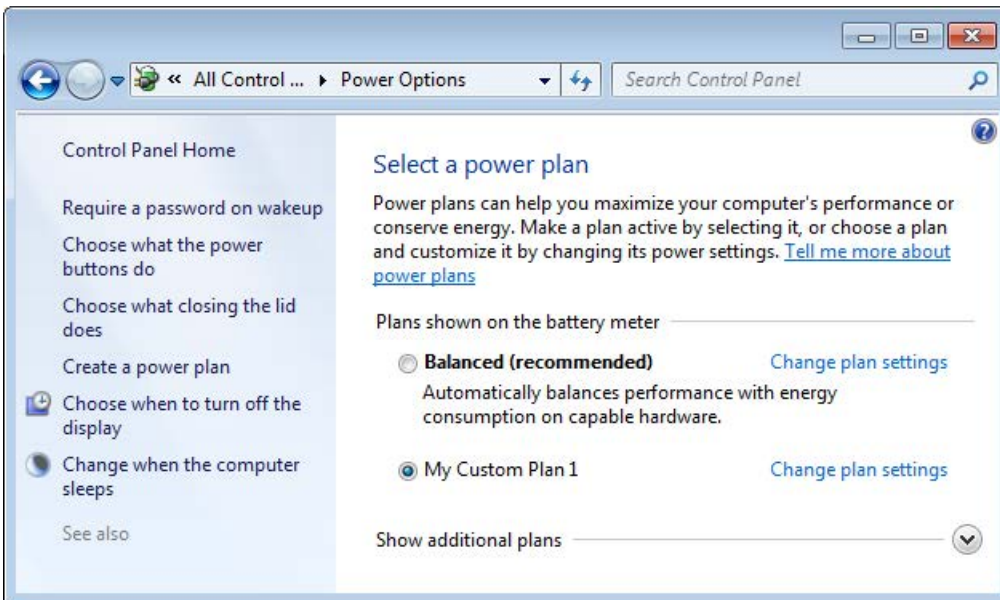 « All Control ... ▸ Power Options
Search Control Panel
Control Panel Home
Require a password on wakeup
Choose what the power
buttons do
Choose what closing the lid
does
Create a power plan
Choose when to turn off the
display
Change when the computer
sleeps
See also
Select a power plan
Power plans can help you maximize your computer's performance or
conserve energy. Make a plan active by selecting it, or choose a plan
and customize it by changing its power settings. Tell me more about
power plans
Plans shown on the battery meter
Balanced (recommended) Change plan settings
Automatically balances performance with energy
consumption on capable hardware.
My Custom Plan 1 Change plan settings
Show additional plans